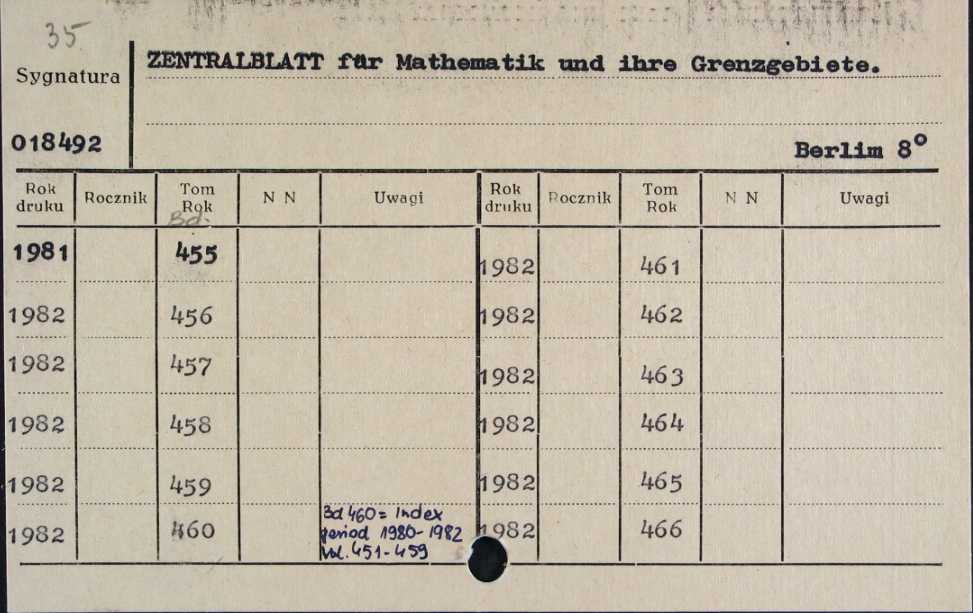 35
Sygnatura
ZENTRALBLATT für Mathematik und ihre Grenzgebiete.
018492
Berlim 8°
Rok druku Rocznik Tom Rok N N Uwagi Rok druku Rocznik Tom Rok N N Uwagi
Bd.
1981 455
1982 461
1982 456 1982 462
1982 457
1982 463
1982 458 1982 464
1982 459 1982 465
1982 460 1982 466
Bd 460 = Index
period 1980-1982
Vol. 451-459